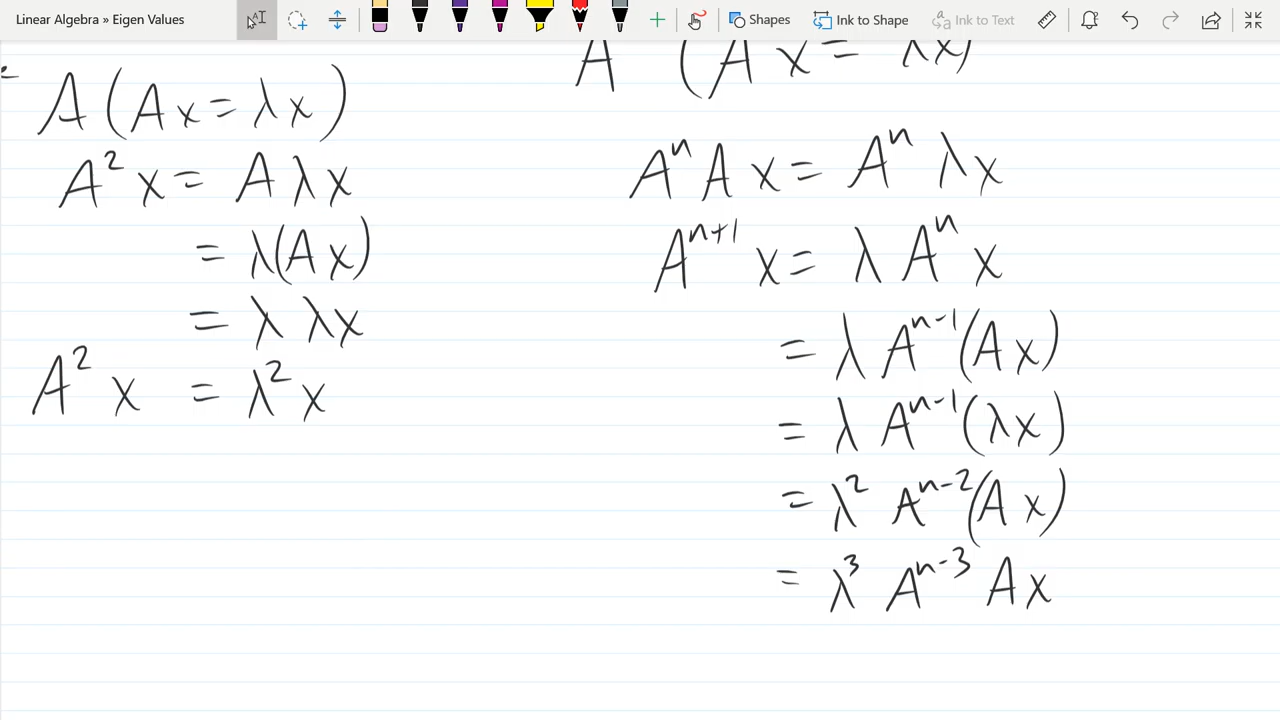 Linear Algebra » Eigen Values
Shapes
Ink to Shape
Ink to Text
A(Ax=λx)
A²x = Aλx
= λ(Ax)
= λλx
A²x = λ²x
A (Ax = λx)
AⁿAx = Aⁿλx
Aⁿ⁺¹x = λAⁿx
= λAⁿ⁻¹(Ax)
= λAⁿ⁻¹(λx)
= λ²Aⁿ⁻²(Ax)
= λ³Aⁿ⁻³Ax